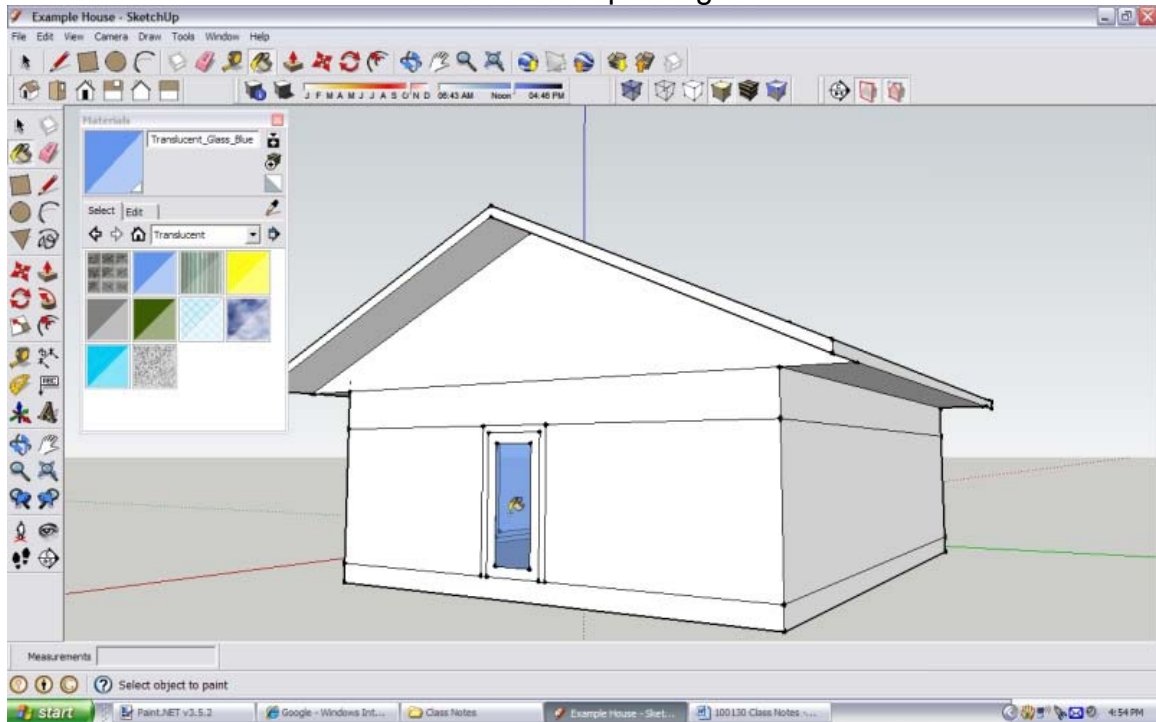 Example House - SketchUp
File Edit View Camera Draw Tools Window Help
J F M A M J J A S O N D 06:43 AM Noon 04:46 PM
Materials
Translucent_Glass_Blue
Select Edit
Translucent
ABC
Measurements
Select object to paint
start Paint.NET v3.5.2 Google - Windows Int... Class Notes Example House - Sket... 100130 Class Notes -... 4:54 PM